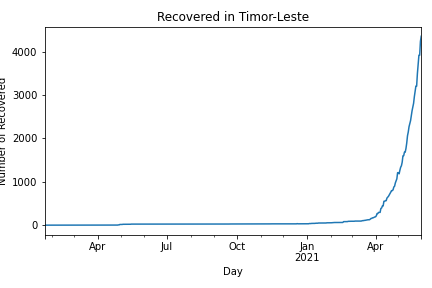 Recovered in Timor-Leste
Number of Recovered
4000
3000
2000
1000
0
Apr
Jul
Oct
Jan
2021
Apr
Day